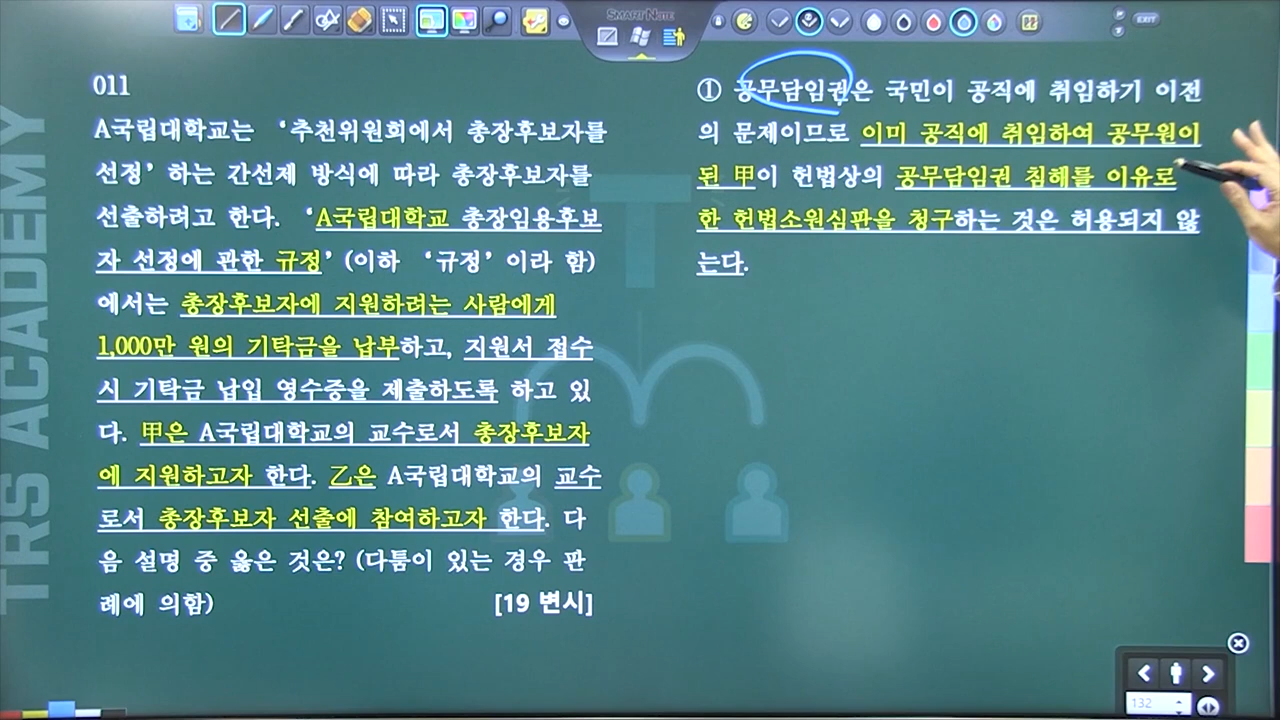 SMART NOTE
EXIT
TRS ACADEMY
011
A국립대학교는 ‘추천위원회에서 총장후보자를
선정’ 하는 간선제 방식에 따라 총장후보자를
선출하려고 한다. ‘A국립대학교 총장임용후보
자 선정에 관한 규정’ (이하 ‘규정’ 이라 함)
에서는 총장후보자에 지원하려는 사람에게
1,000만 원의 기탁금을 납부하고, 지원서 접수
시 기탁금 납입 영수증을 제출하도록 하고 있
다. 甲은 A국립대학교의 교수로서 총장후보자
에 지원하고자 한다. 乙은 A국립대학교의 교수
로서 총장후보자 선출에 참여하고자 한다. 다
음 설명 중 옳은 것은? (다툼이 있는 경우 판
례에 의함)
[19 변시]
① 공무담임권은 국민이 공직에 취임하기 이전
의 문제이므로 이미 공직에 취임하여 공무원이
된 甲이 헌법상의 공무담임권 침해를 이유로
한 헌법소원심판을 청구하는 것은 허용되지 않
는다.
132